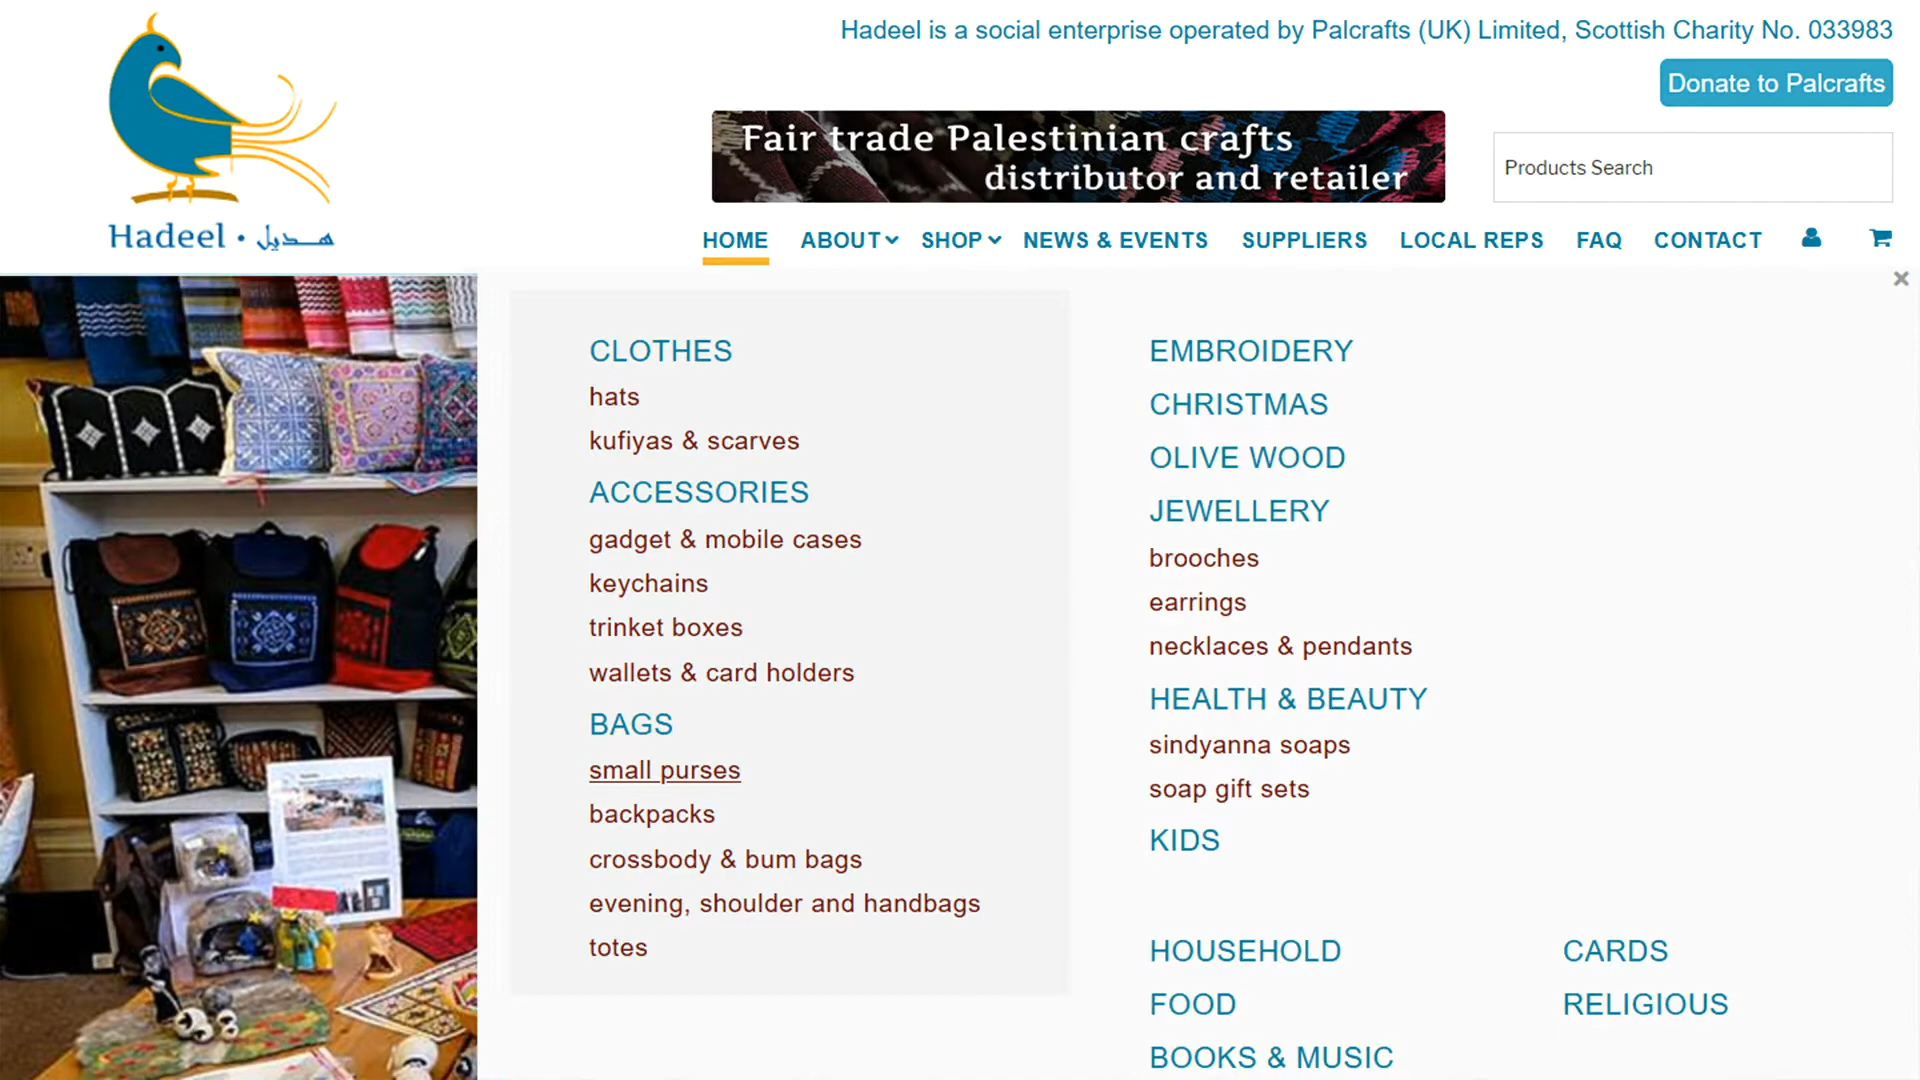 Hadeel is a social enterprise operated by Palcrafts (UK) Limited, Scottish Charity No. 033983
Donate to Palcrafts
Fair trade Palestinian crafts
distributor and retailer
Products Search
Hadeel • هديل
HOME ABOUT SHOP NEWS & EVENTS SUPPLIERS LOCAL REPS FAQ CONTACT
CLOTHES
hats
kufiyas & scarves
ACCESSORIES
gadget & mobile cases
keychains
trinket boxes
wallets & card holders
BAGS
small purses
backpacks
crossbody & bum bags
evening, shoulder and handbags
totes
EMBROIDERY
CHRISTMAS
OLIVE WOOD
JEWELLERY
brooches
earrings
necklaces & pendants
HEALTH & BEAUTY
sindyanna soaps
soap gift sets
KIDS
HOUSEHOLD
FOOD
BOOKS & MUSIC
CARDS
RELIGIOUS